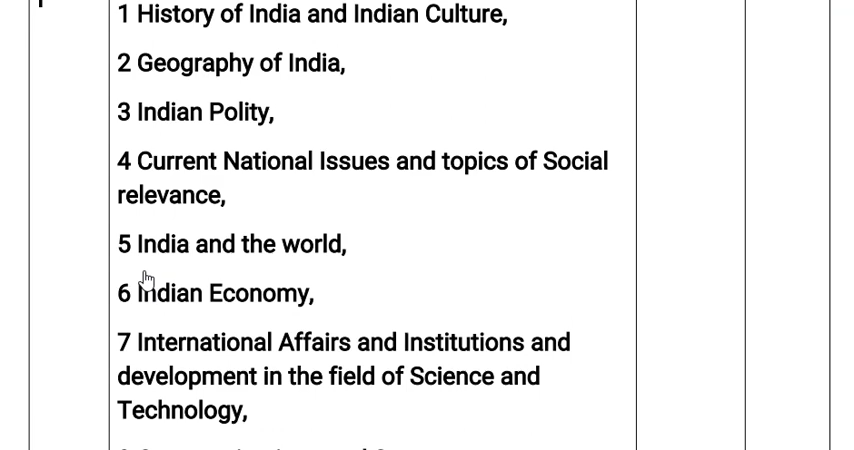 1 History of India and Indian Culture,
2 Geography of India,
3 Indian Polity,
4 Current National Issues and topics of Social
relevance,
5 India and the world,
6 Indian Economy,
7 International Affairs and Institutions and
development in the field of Science and
Technology,